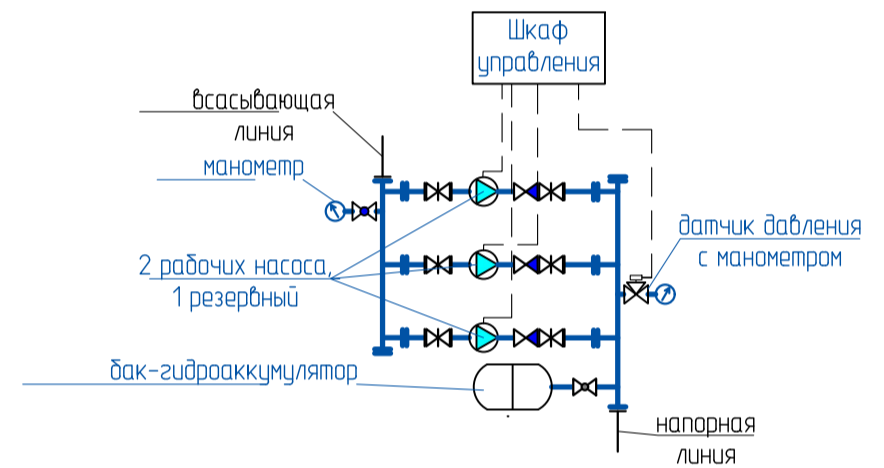 Шкаф
управления
всасывающая
линия
манометр
датчик давления
с манометром
2 рабочих насоса,
1 резервный
бак-гидроаккумулятор
напорная
линия